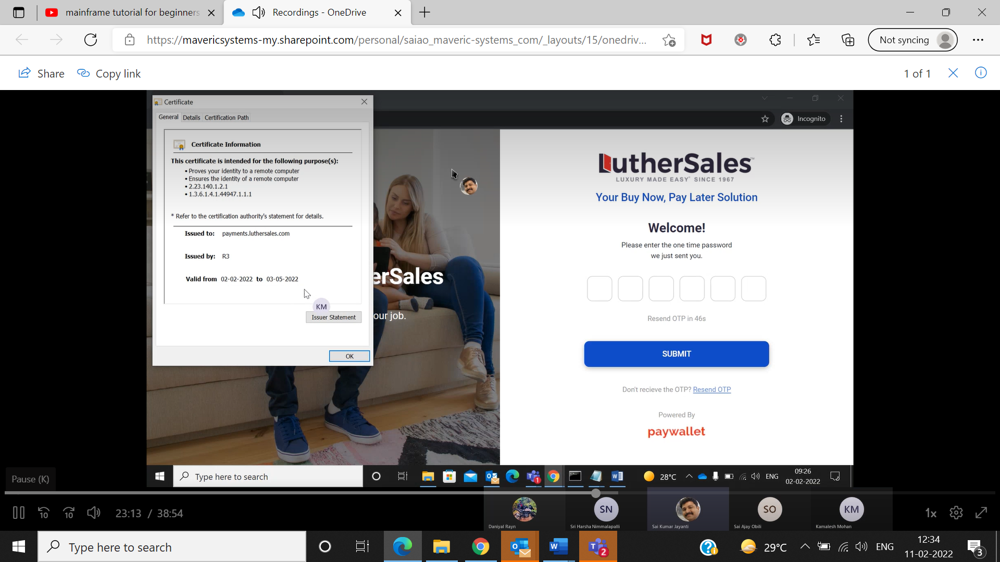 mainframe tutorial for beginners
Recordings - OneDrive
https://mavericsystems-my.sharepoint.com/personal/saiao_maveric-systems_com/_layouts/15/onedriv...
Not syncing
Share
Copy link
1 of 1
Certificate
General Details Certification Path
Certificate Information
This certificate is intended for the following purpose(s):
• Proves your identity to a remote computer
• Ensures the identity of a remote computer
• 2.23.140.1.2.1
• 1.3.6.1.4.1.44947.1.1.1
* Refer to the certification authority's statement for details.
Issued to: payments.luthersales.com
Issued by: R3
Valid from 02-02-2022 to 03-05-2022
KM
Issuer Statement
OK
Incognito
erSales
our job.
LutherSales™
LUXURY MADE EASY® SINCE 1967
Your Buy Now, Pay Later Solution
Welcome!
Please enter the one time password
we just sent you.
Resend OTP in 46s
SUBMIT
Don't recieve the OTP? Resend OTP
Powered By
paywallet
Pause (K)
Type here to search
1
28°C
ENG
09:26
02-02-2022
10
10
23:13 / 38:54
SN
SO
KM
Daniyal Rayn
Sri Harsha Nimmalapalli
Sai Kumar Jayanti
Sai Ajay Obili
Kamalesh Mohan
1x
Type here to search
2
29°C
ENG
12:34
11-02-2022
3